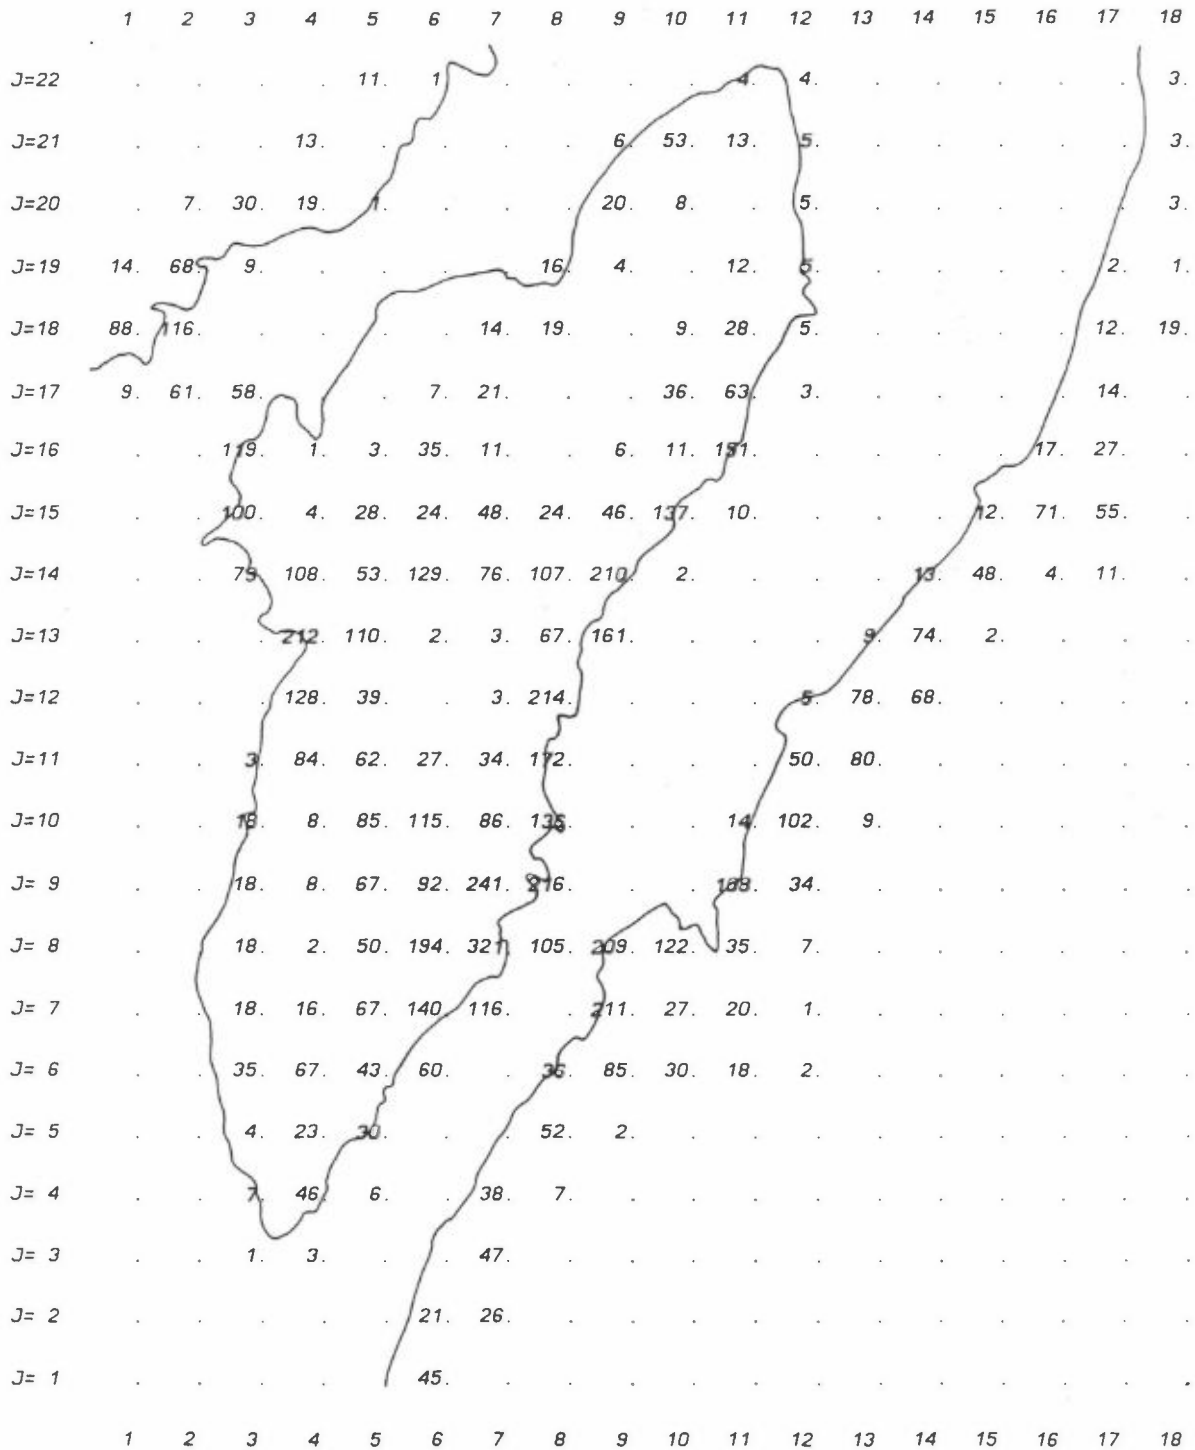 1 2 3 4 5 6 7 8 9 10 11 12 13 14 15 16 17 18
J=22 . . . . 11. 1. . . . . 4. 4. . . . . . 3.
J=21 . . . 13. . . . . 6. 53. 13. 5. . . . . . 3.
J=20 . 7. 30. 19. 1. . . . 20. 8. . 5. . . . . . 3.
J=19 14. 68. 9. . . . . 16. 4. . 12. 5. . . . . 2. 1.
J=18 88. 116. . . . . 14. 19. . 9. 28. 5. . . . . 12. 19.
J=17 9. 61. 58. . . 7. 21. . . 36. 63. 3. . . . . 14. .
J=16 . . 119. 1. 3. 35. 11. . 6. 11. 151. . . . . 17. 27. .
J=15 . . 100. 4. 28. 24. 48. 24. 46. 137. 10. . . . 12. 71. 55. .
J=14 . . 79. 108. 53. 129. 76. 107. 210. 2. . . . 13. 48. 4. 11. .
J=13 . . . 212. 110. 2. 3. 67. 161. . . . 9. 74. 2. . . .
J=12 . . . 128. 39. . 3. 214. . . . 5. 78. 68. . . . .
J=11 . . 3. 84. 62. 27. 34. 172. . . . 50. 80. . . . . .
J=10 . . 18. 8. 85. 115. 86. 136. . . 14. 102. 9. . . . . .
J= 9 . . 18. 8. 67. 92. 241. 216. . . 34. . . . . . .
J= 8 . . 18. 2. 50. 194. 321. 105. 209. 122. 35. 7. . . . . . .
J= 7 . . 18. 16. 67. 140. 116. . 211. 27. 20. 1. . . . . . .
J= 6 . . 35. 67. 43. 60. . 36. 85. 30. 18. 2. . . . . . .
J= 5 . . 4. 23. 30. . . 52. 2. . . . . . . . . .
J= 4 . . 7. 46. 6. . 38. 7. . . . . . . . . . .
J= 3 . . 1. 3. . . 47. . . . . . . . . . . .
J= 2 . . . . . 21. 26. . . . . . . . . . . .
J= 1 . . . . . 45. . . . . . . . . . . . .
1 2 3 4 5 6 7 8 9 10 11 12 13 14 15 16 17 18